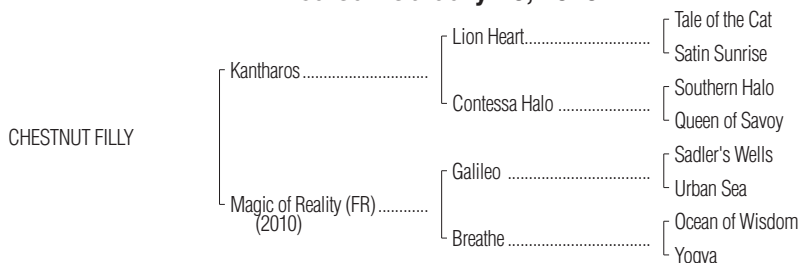 Tale of the Cat
Lion Heart
Satin Sunrise
Kantharos
Southern Halo
Contessa Halo
Queen of Savoy
CHESTNUT FILLY
Sadler's Wells
Galileo
Urban Sea
Magic of Reality (FR)
(2010)
Ocean of Wisdom
Breathe
Yogya